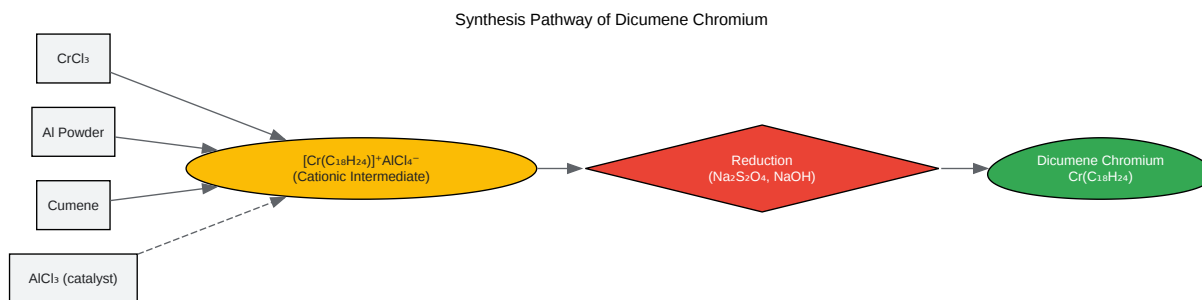 Synthesis Pathway of Dicumene Chromium
CrCl₃
Al Powder
Cumene
AlCl₃ (catalyst)
[Cr(C₁₈H₂₄)]⁺AlCl₄⁻
(Cationic Intermediate)
Reduction
(Na₂S₂O₄, NaOH)
Dicumene Chromium
Cr(C₁₈H₂₄)